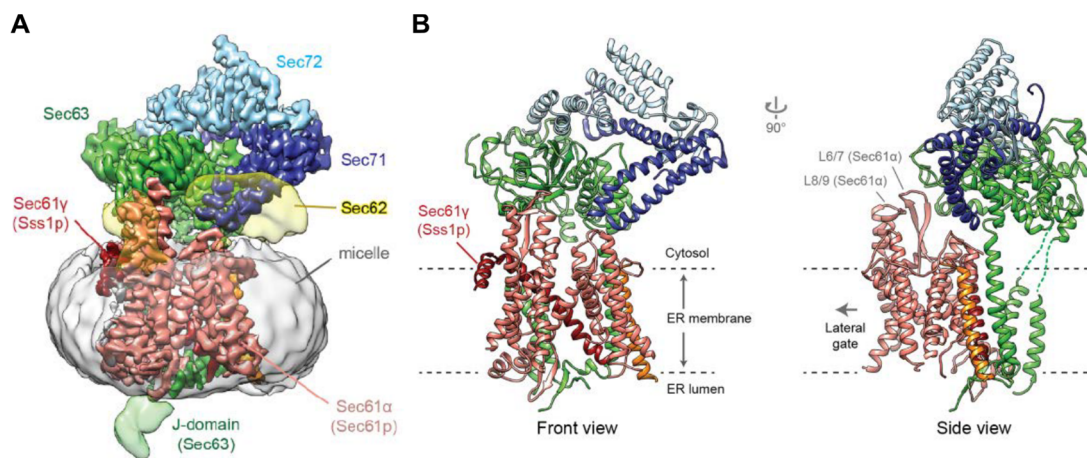 A
Sec72
Sec63
Sec71
Sec61γ
(Sss1p)
Sec62
micelle
Sec61α
(Sec61p)
J-domain
(Sec63)
B
90°
L6/7 (Sec61α)
L8/9 (Sec61α)
Sec61γ
(Sss1p)
Cytosol
ER membrane
ER lumen
Lateral
gate
Front view
Side view